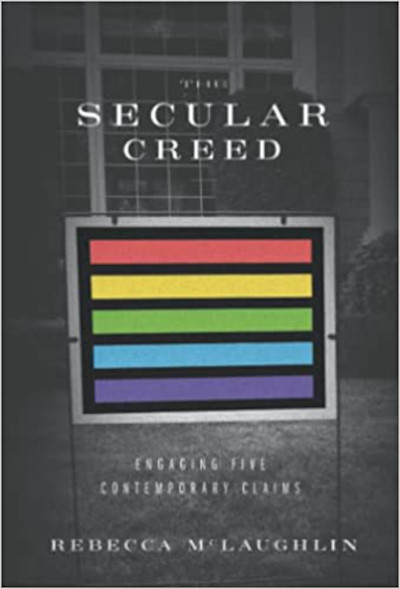 THE
SECULAR
CREED
ENGAGING FIVE
CONTEMPORARY CLAIMS
REBECCA McLAUGHLIN